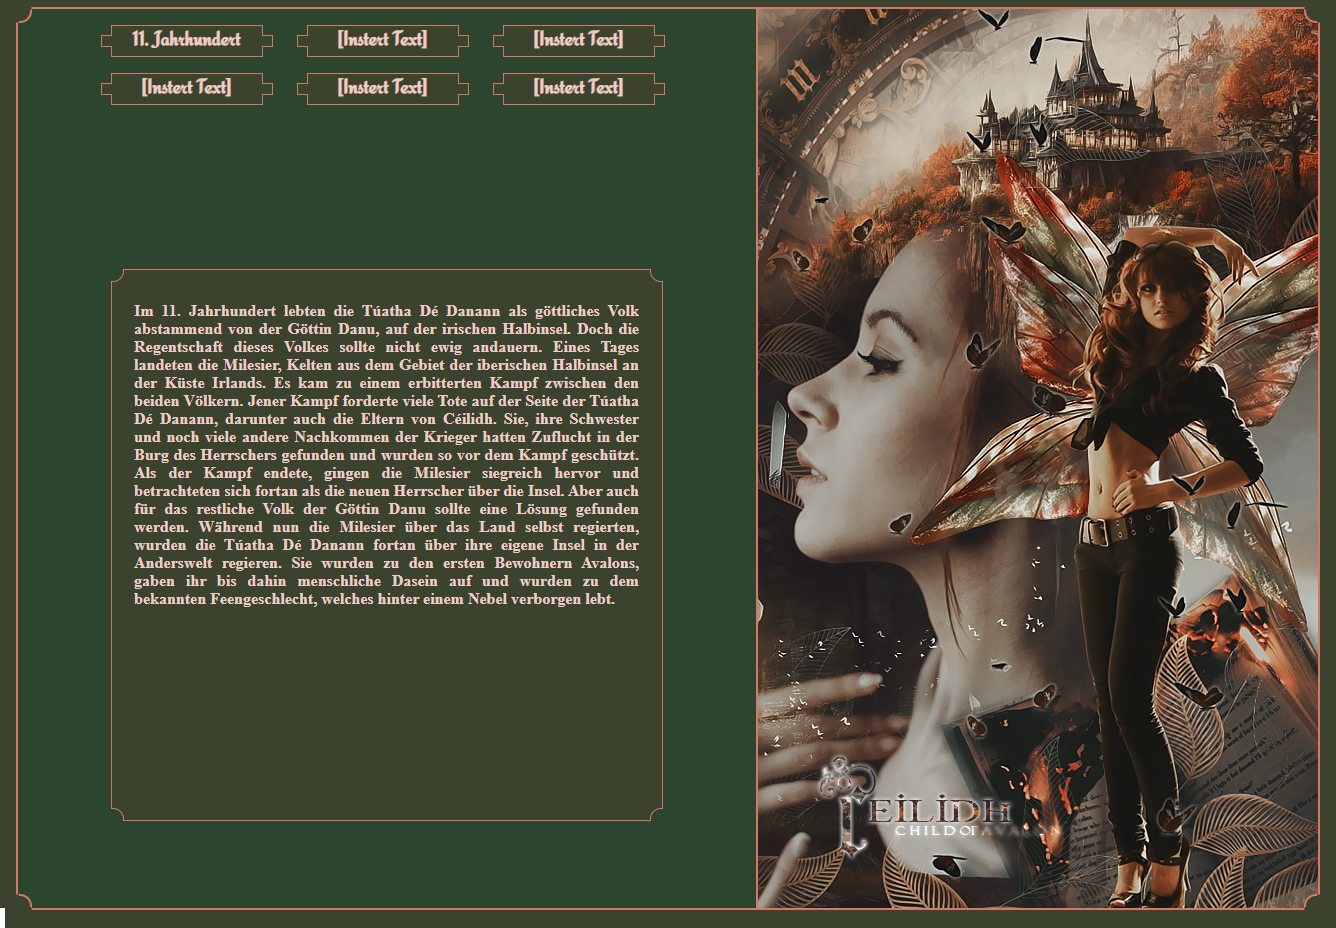 11. Jahrhundert
[Instert Text]
[Instert Text]
[Instert Text]
[Instert Text]
[Instert Text]
Im 11. Jahrhundert lebten die Túatha Dé Danann als göttliches Volk
abstammend von der Göttin Danu, auf der irischen Halbinsel. Doch die
Regentschaft dieses Volkes sollte nicht ewig andauern. Eines Tages
landeten die Milesier, Kelten aus dem Gebiet der iberischen Halbinsel an
der Küste Irlands. Es kam zu einem erbitterten Kampf zwischen den
beiden Völkern. Jener Kampf forderte viele Tote auf der Seite der Túatha
Dé Danann, darunter auch die Eltern von Céilidh. Sie, ihre Schwester
und noch viele andere Nachkommen der Krieger hatten Zuflucht in der
Burg des Herrschers gefunden und wurden so vor dem Kampf geschützt.
Als der Kampf endete, gingen die Milesier siegreich hervor und
betrachteten sich fortan als die neuen Herrscher über die Insel. Aber auch
für das restliche Volk der Göttin Danu sollte eine Lösung gefunden
werden. Während nun die Milesier über das Land selbst regierten,
wurden die Túatha Dé Danann fortan über ihre eigene Insel in der
Anderswelt regieren. Sie wurden zu den ersten Bewohnern Avalons,
gaben ihr bis dahin menschliche Dasein auf und wurden zu dem
bekannten Feengeschlecht, welches hinter einem Nebel verborgen lebt.
CHILD OF AVALON